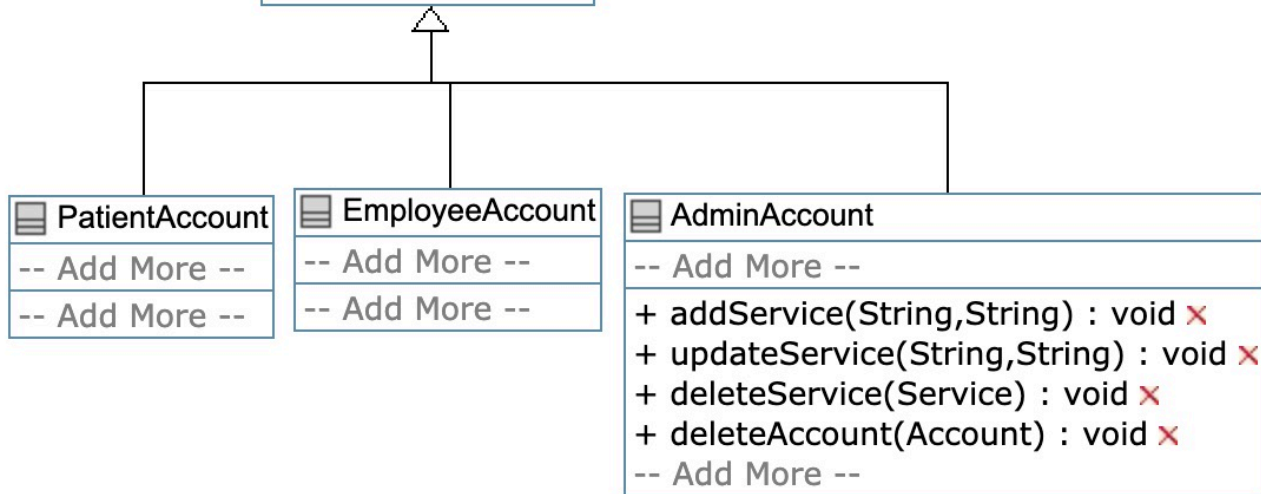 PatientAccount
-- Add More --
-- Add More --
EmployeeAccount
-- Add More --
-- Add More --
AdminAccount
-- Add More --
+ addService(String,String) : void
+ updateService(String,String) : void
+ deleteService(Service) : void
+ deleteAccount(Account) : void
-- Add More --